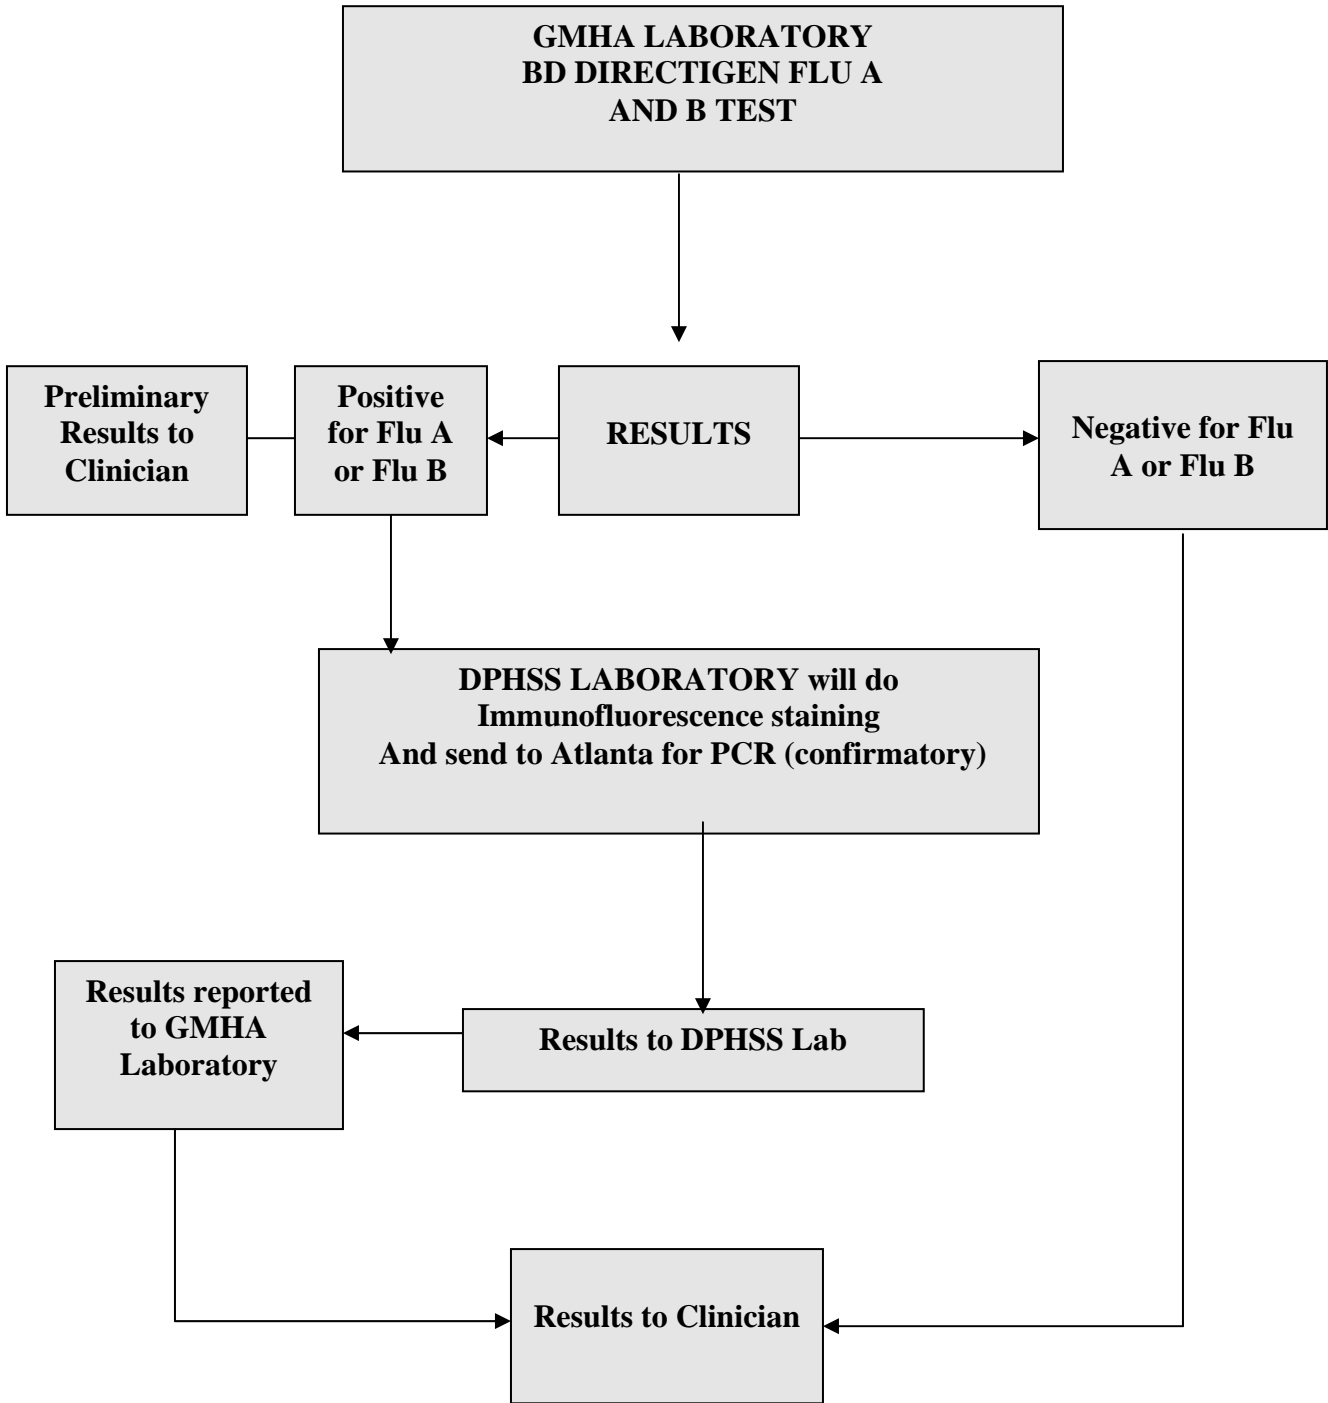 GMHA LABORATORY
BD DIRECTIGEN FLU A
AND B TEST
Preliminary
Results to
Clinician
Positive
for Flu A
or Flu B
RESULTS
Negative for Flu
A or Flu B
DPHSS LABORATORY will do
Immunofluorescence staining
And send to Atlanta for PCR (confirmatory)
Results reported
to GMHA
Laboratory
Results to DPHSS Lab
Results to Clinician